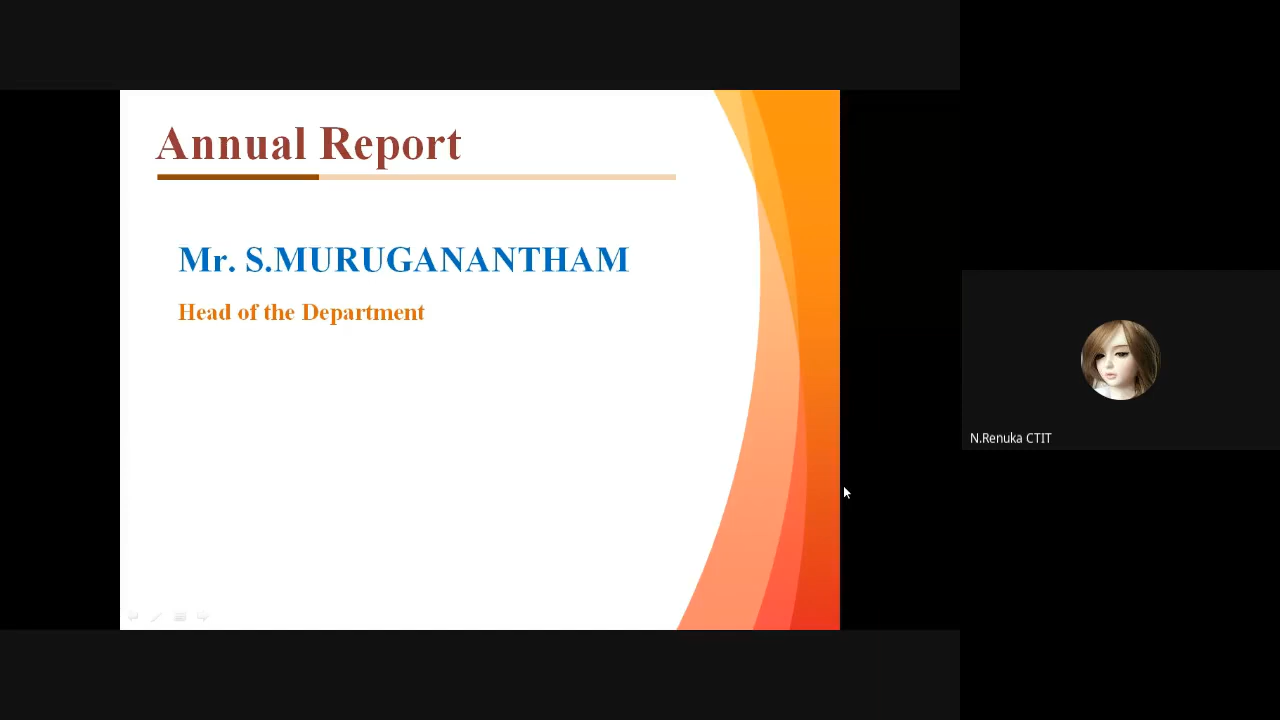 Annual Report
Mr. S.MURUGANANTHAM
Head of the Department
N.Renuka CTIT